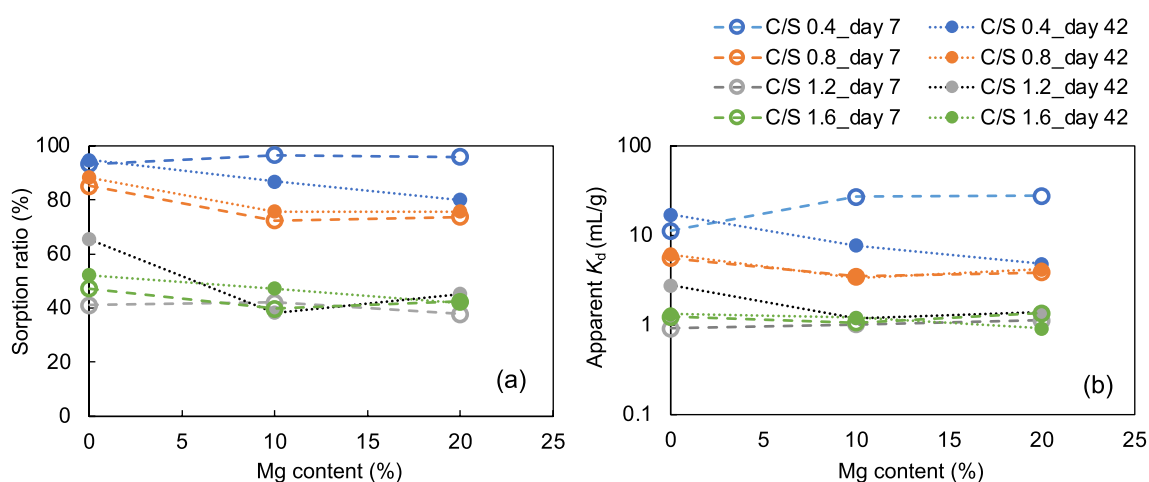 C/S 0.4_day 7 C/S 0.4_day 42
C/S 0.8_day 7 C/S 0.8_day 42
C/S 1.2_day 7 C/S 1.2_day 42
C/S 1.6_day 7 C/S 1.6_day 42
Sorption ratio (%)
100
80
60
40
20
0
0 5 10 15 20 25
Mg content (%)
(a)
Apparent Kd (mL/g)
100
10
1
0.1
0 5 10 15 20 25
Mg content (%)
(b)